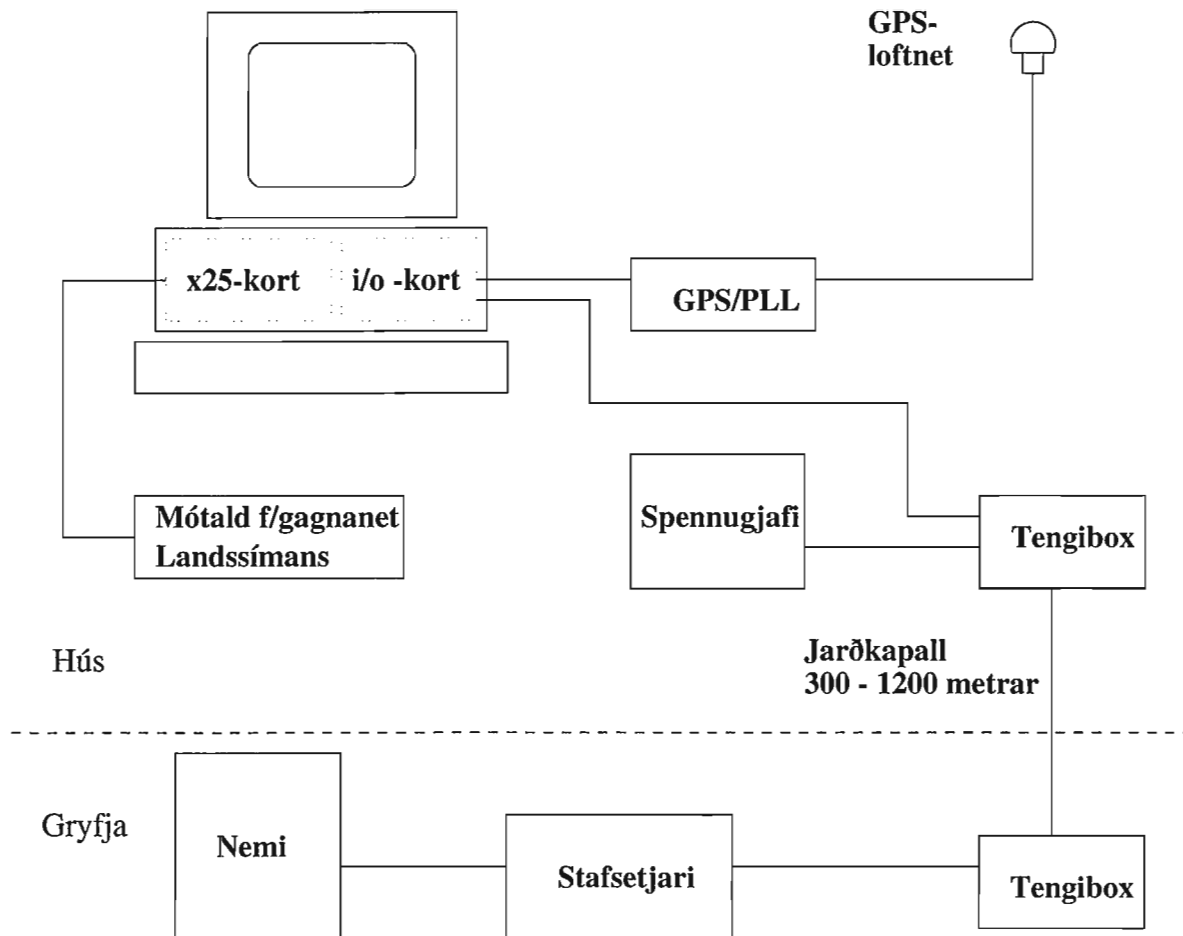 GPS-
loftnet
x25-kort
i/o -kort
GPS/PLL
Mótald f/gagnanet
Landssímans
Spennugjafi
Tengibox
Hús
Jarðkapall
300 - 1200 metrar
Gryfja
Nemi
Stafsetjari
Tengibox